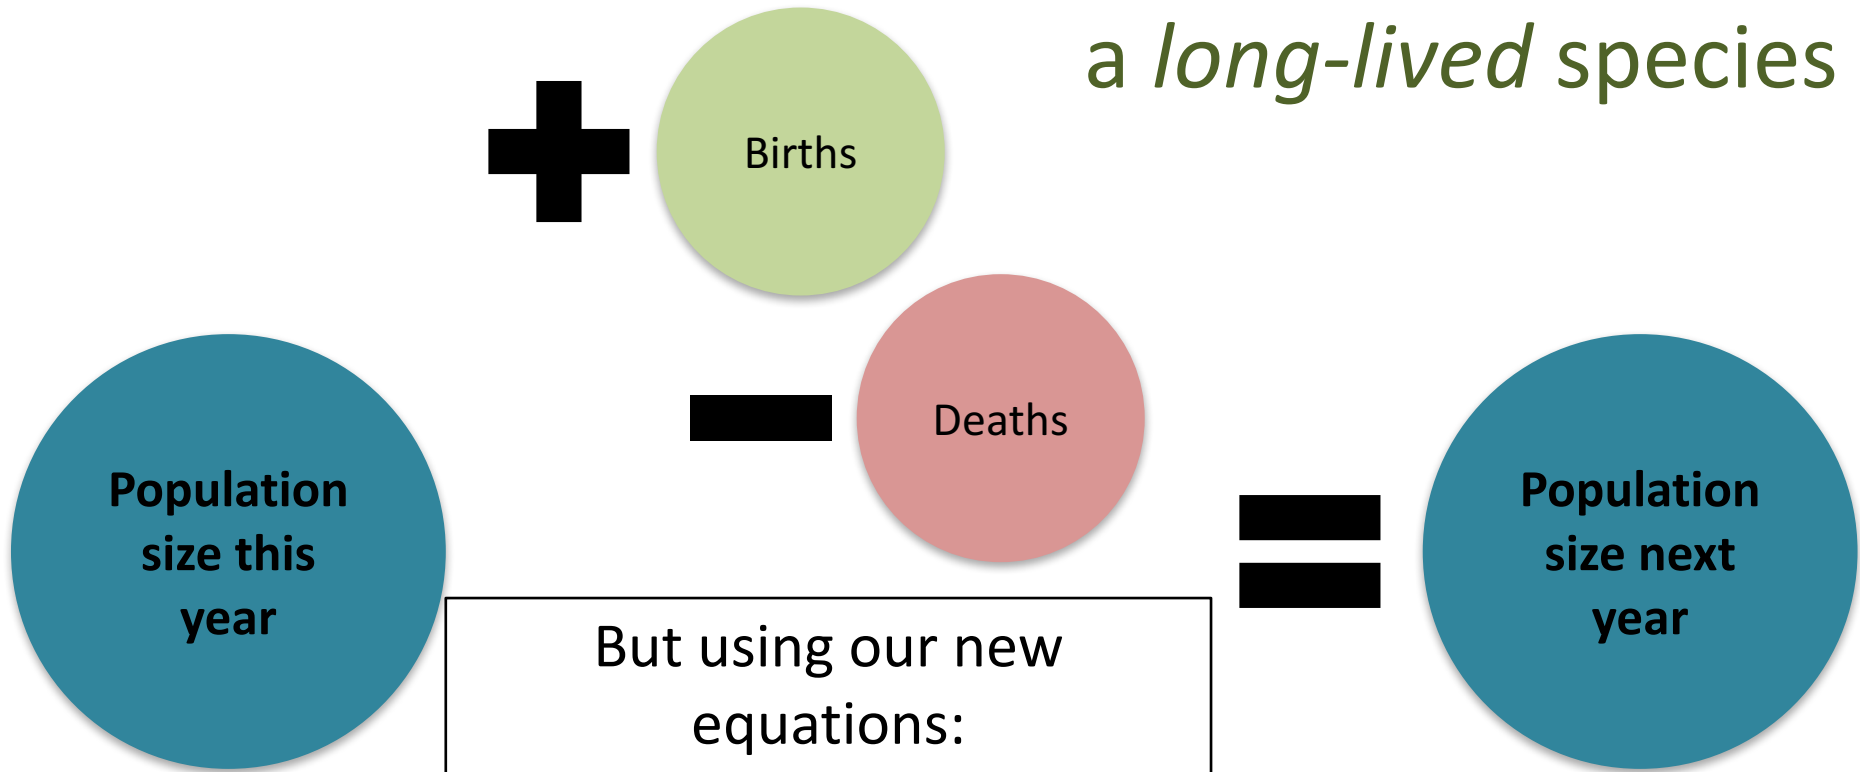 a long-lived species
Births
Deaths
Population
size this
year
Population
size next
year
But using our new
equations: